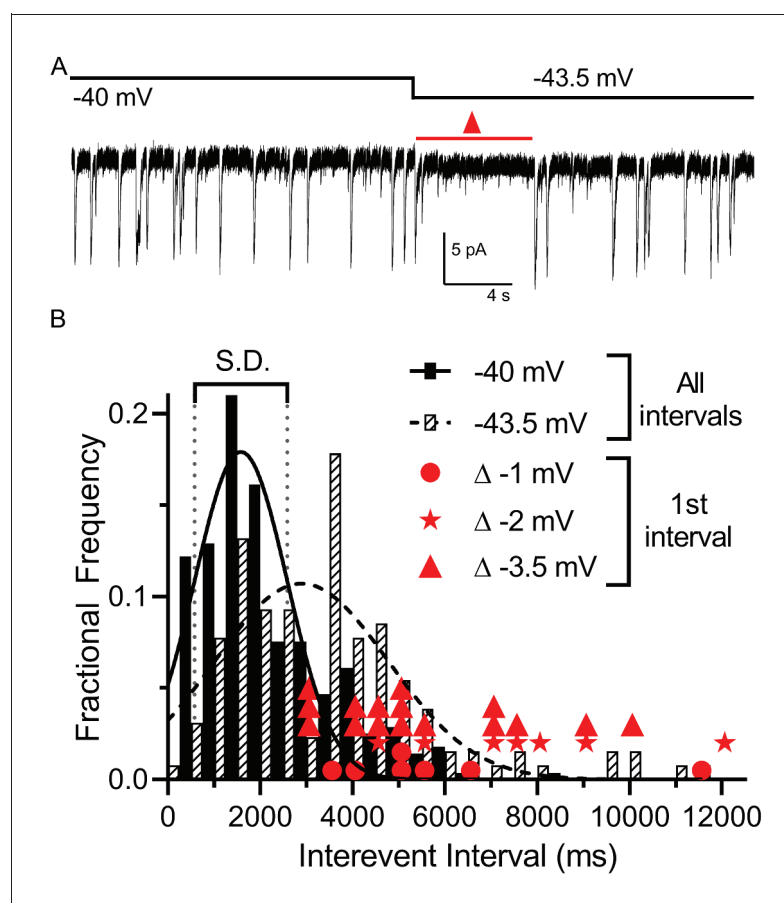 A
-40 mV
-43.5 mV
5 pA
4 s
B
S.D.
-40 mV
-43.5 mV
All
intervals
Δ -1 mV
Δ -2 mV
Δ -3.5 mV
1st
interval
Fractional Frequency
0.2
0.1
0.0
0 2000 4000 6000 8000 10000 12000
Interevent Interval (ms)